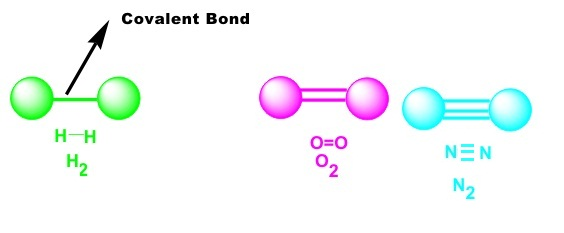 Covalent Bond
H—H
H2
O=O
O2
N≡N
N2